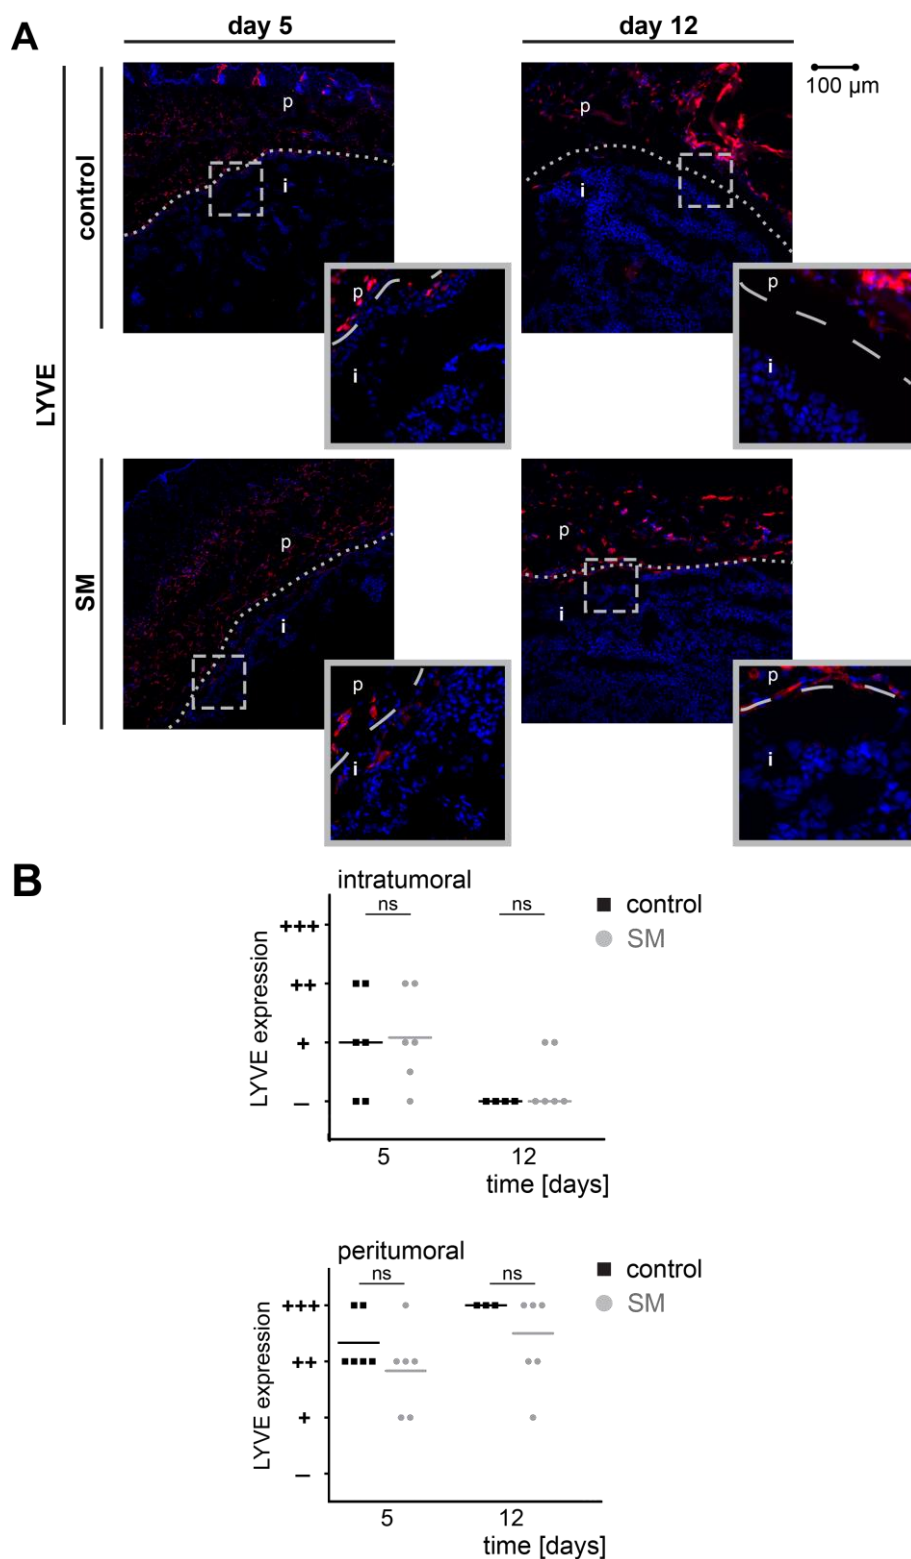 A
day 5
day 12
100 µm
LYVE
control
p
i
p
i
p
i
p
i
SM
p
i
p
i
p
i
p
i
B
intratumoral
ns
ns
control
SM
LYVE expression
+++
++
+
–
5
12
time [days]
peritumoral
ns
ns
control
SM
LYVE expression
+++
++
+
–
5
12
time [days]